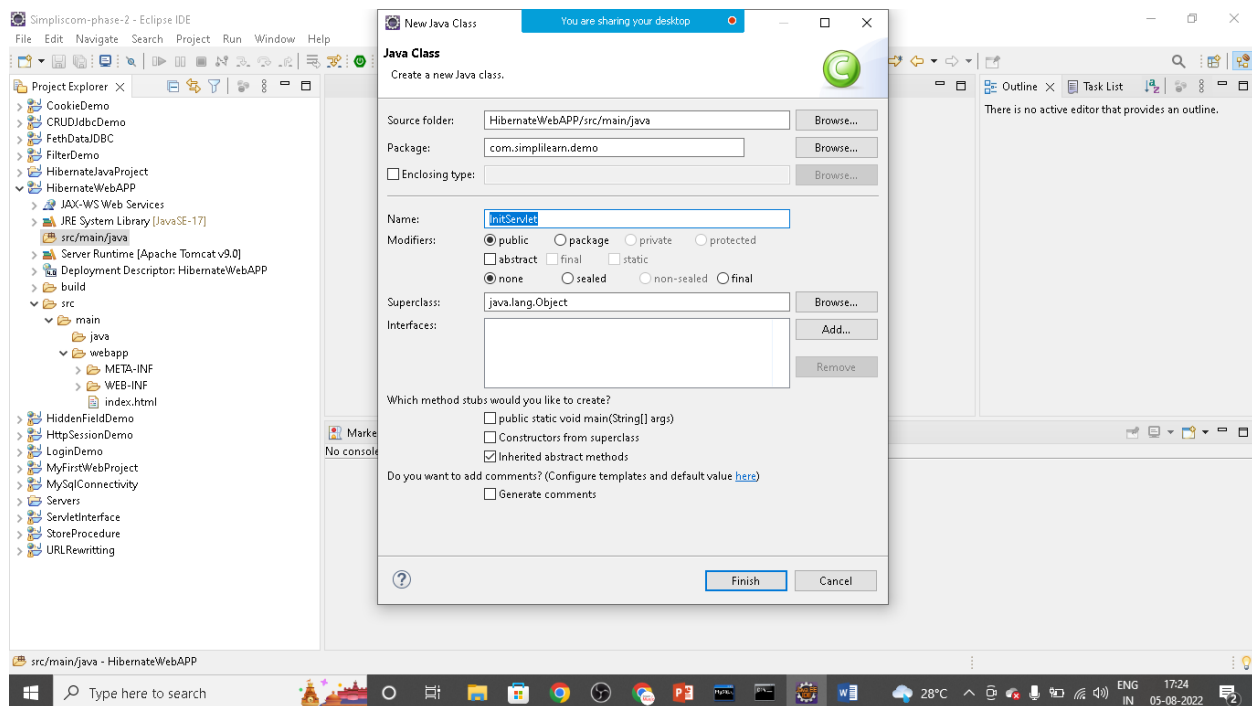 Simpliscom-phase-2 - Eclipse IDE
File Edit Navigate Search Project Run Window Help
Project Explorer
CookieDemo
CRUDJdbcDemo
FethDataJDBC
FilterDemo
HibernateJavaProject
HibernateWebAPP
JAX-WS Web Services
JRE System Library [JavaSE-17]
src/main/java
Server Runtime [Apache Tomcat v9.0]
Deployment Descriptor: HibernateWebAPP
build
src
main
java
webapp
META-INF
WEB-INF
index.html
HiddenFieldDemo
HttpSessionDemo
LoginDemo
MyFirstWebProject
MySqlConnectivity
Servers
ServletInterface
StoreProcedure
URLRewritting
New Java Class
You are sharing your desktop
Java Class
Create a new Java class.
Source folder: HibernateWebAPP/src/main/java Browse...
Package: com.simplilearn.demo Browse...
Enclosing type: Browse...
Name: InitServlet
Modifiers: public package private protected
abstract final static
none sealed non-sealed final
Superclass: java.lang.Object Browse...
Interfaces: Add...
Remove
Which method stubs would you like to create?
public static void main(String[] args)
Constructors from superclass
Inherited abstract methods
Do you want to add comments? (Configure templates and default value here)
Generate comments
Finish Cancel
Marke
No console
Outline Task List
There is no active editor that provides an outline.
src/main/java - HibernateWebAPP
Type here to search
28°C
ENG
IN
17:24
05-08-2022
2